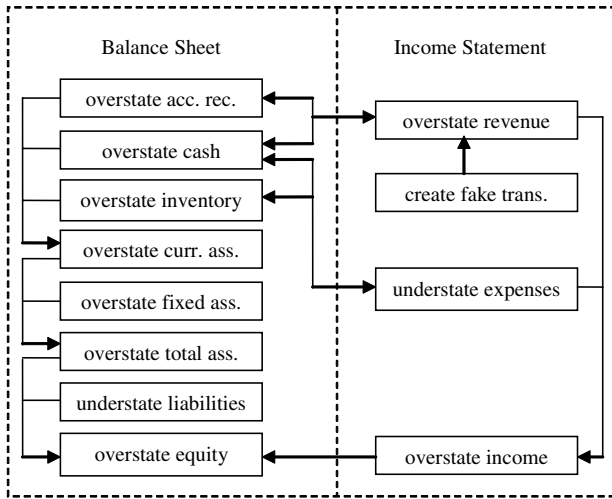 Balance Sheet
overstate acc. rec.
overstate cash
overstate inventory
overstate curr. ass.
overstate fixed ass.
overstate total ass.
understate liabilities
overstate equity
Income Statement
overstate revenue
create fake trans.
understate expenses
overstate income